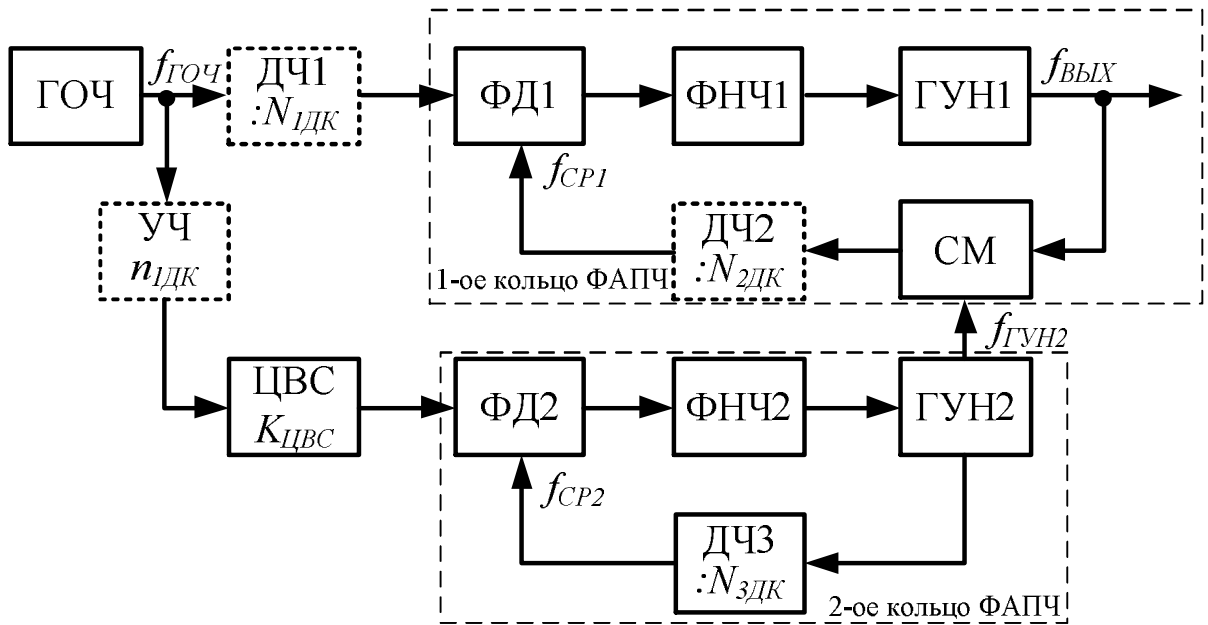 ГОЧ
fГОЧ
ДЧ1
:N1ДК
ФД1
ФНЧ1
ГУН1
fВЫХ
fСР1
УЧ
n1ДК
ДЧ2
:N2ДК
СМ
1-ое кольцо ФАПЧ
fГУН2
ЦВС
KЦВС
ФД2
ФНЧ2
ГУН2
fСР2
ДЧ3
:N3ДК
2-ое кольцо ФАПЧ